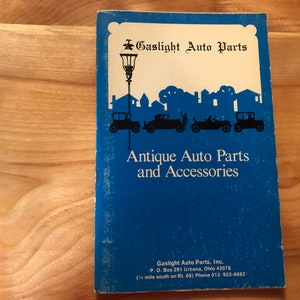 Gaslight Auto Parts
Antique Auto Parts
and Accessories
Gaslight Auto Parts, Inc.
P. O. Box 291 Urbana, Ohio 43078
(¼ mile south on Rt. 68) Phone 513-653-6662